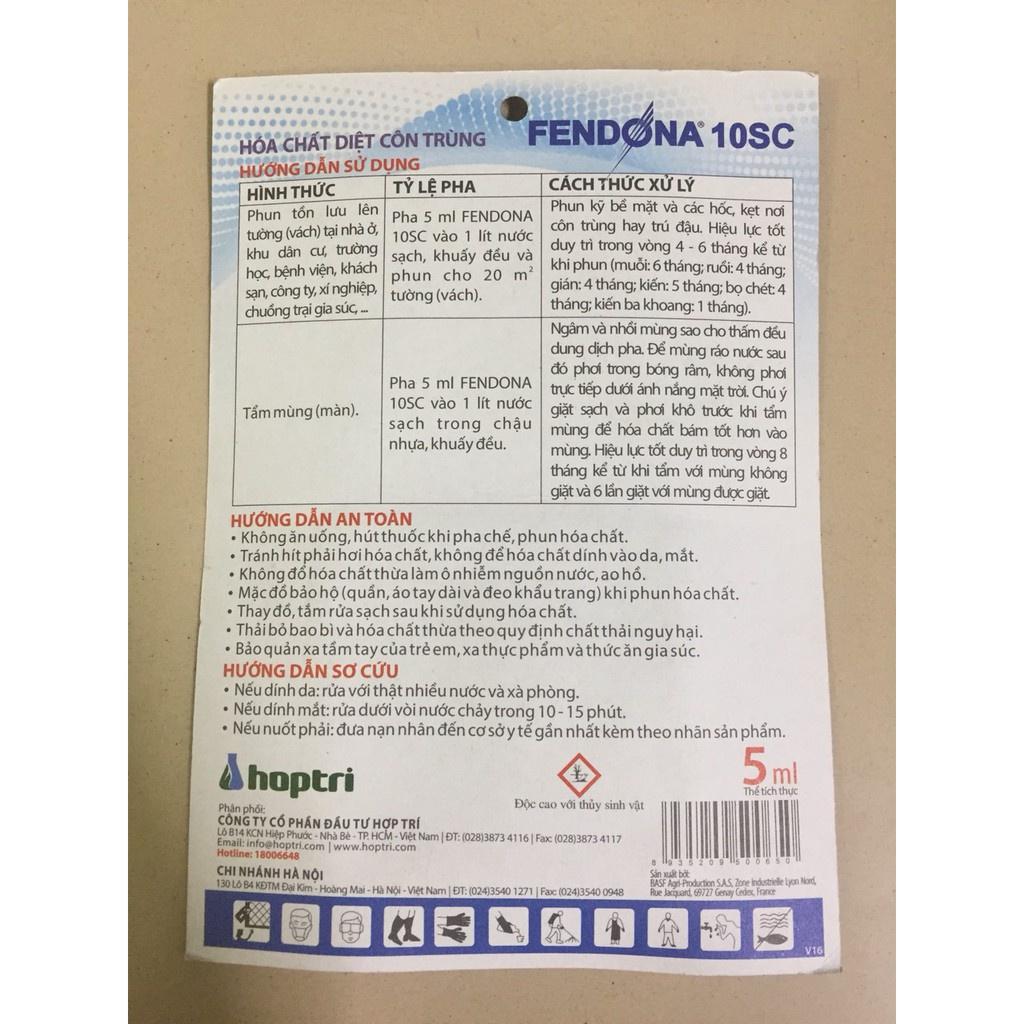 HÓA CHẤT DIỆT CÔN TRÙNG
FENDONA® 10SC
HƯỚNG DẪN SỬ DỤNG
HÌNH THỨC
TỶ LỆ PHA
CÁCH THỨC XỬ LÝ
Phun tồn lưu lên
tường (vách) tại nhà ở,
khu dân cư, trường
học, bệnh viện, khách
sạn, công ty, xí nghiệp,
chuồng trại gia súc, ...
Pha 5 ml FENDONA
10SC vào 1 lít nước
sạch, khuấy đều và
phun cho 20 m²
tường (vách).
Phun kỹ bề mặt và các hốc, kẹt nơi
côn trùng hay trú đậu. Hiệu lực tốt
duy trì trong vòng 4 - 6 tháng kể từ
khi phun (muỗi: 6 tháng; ruồi: 4 tháng;
gián: 4 tháng; kiến: 5 tháng; bọ chét: 4
tháng; kiến ba khoang: 1 tháng).
Tẩm mùng (màn).
Pha 5 ml FENDONA
10SC vào 1 lít nước
sạch trong chậu
nhựa, khuấy đều.
Ngâm và nhồi mùng sao cho thấm đều
dung dịch pha. Để mùng ráo nước sau
đó phơi trong bóng râm, không phơi
trực tiếp dưới ánh nắng mặt trời. Chú ý
giặt sạch và phơi khô trước khi tẩm
mùng để hóa chất bám tốt hơn vào
mùng. Hiệu lực tốt duy trì trong vòng 8
tháng kể từ khi tẩm với mùng không
giặt và 6 lần giặt với mùng được giặt.
HƯỚNG DẪN AN TOÀN
• Không ăn uống, hút thuốc khi pha chế, phun hóa chất.
• Tránh hít phải hơi hóa chất, không để hóa chất dính vào da, mắt.
• Không đổ hóa chất thừa làm ô nhiễm nguồn nước, ao hồ.
• Mặc đồ bảo hộ (quần, áo tay dài và đeo khẩu trang) khi phun hóa chất.
• Thay đồ, tắm rửa sạch sau khi sử dụng hóa chất.
• Thải bỏ bao bì và hóa chất thừa theo quy định chất thải nguy hại.
• Bảo quản xa tầm tay của trẻ em, xa thực phẩm và thức ăn gia súc.
HƯỚNG DẪN SƠ CỨU
• Nếu dính da: rửa với thật nhiều nước và xà phòng.
• Nếu dính mắt: rửa dưới vòi nước chảy trong 10 - 15 phút.
• Nếu nuốt phải: đưa nạn nhân đến cơ sở y tế gần nhất kèm theo nhãn sản phẩm.
hoptri
Độc cao với thủy sinh vật
5 ml
Thể tích thực
Phân phối:
CÔNG TY CỔ PHẦN ĐẦU TƯ HỢP TRÍ
Lô B14 KCN Hiệp Phước - Nhà Bè - TP. HCM - Việt Nam | ĐT: (028)3873 4116 | Fax: (028)3873 4117
Email: info@hoptri.com | www.hoptri.com
Hotline: 18006648
CHI NHÁNH HÀ NỘI
130 Lô B4 KĐTM Đại Kim - Hoàng Mai - Hà Nội - Việt Nam | ĐT: (024)3540 1271 | Fax: (024)3540 0948
8 935209 500650
Sản xuất bởi:
BASF Agri-Production S.A.S, Zone Industrielle Lyon Nord,
Rue Jacquard, 69727 Genay Cedex, France
V16